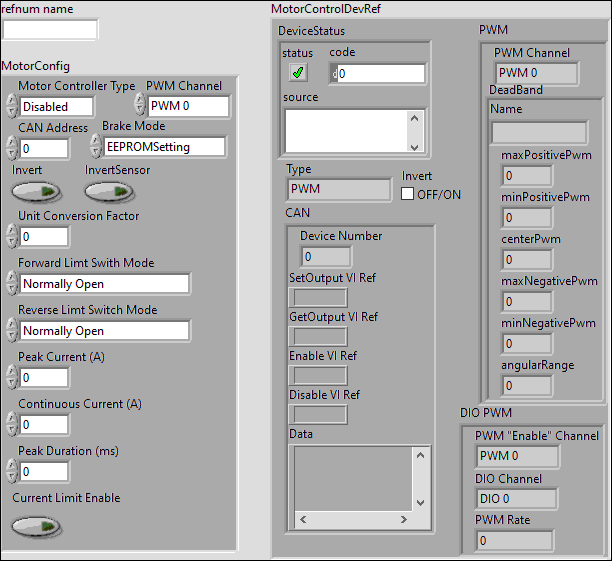 refnum name
MotorConfig
Motor Controller Type PWM Channel
Disabled PWM 0
CAN Address Brake Mode
0 EEPROMSetting
Invert InvertSensor
Unit Conversion Factor
0
Forward Limt Swith Mode
Normally Open
Reverse Limt Switch Mode
Normally Open
Peak Current (A)
0
Continuous Current (A)
0
Peak Duration (ms)
0
Current Limit Enable
MotorControlDevRef
DeviceStatus
status code
d0
source
Type
PWM
Invert
OFF/ON
CAN
Device Number
0
SetOutput VI Ref
GetOutput VI Ref
Enable VI Ref
Disable VI Ref
Data
PWM
PWM Channel
PWM 0
DeadBand
Name
maxPositivePwm
0
minPositivePwm
0
centerPwm
0
maxNegativePwm
0
minNegativePwm
0
angularRange
0
DIO PWM
PWM "Enable" Channel
PWM 0
DIO Channel
DIO 0
PWM Rate
0